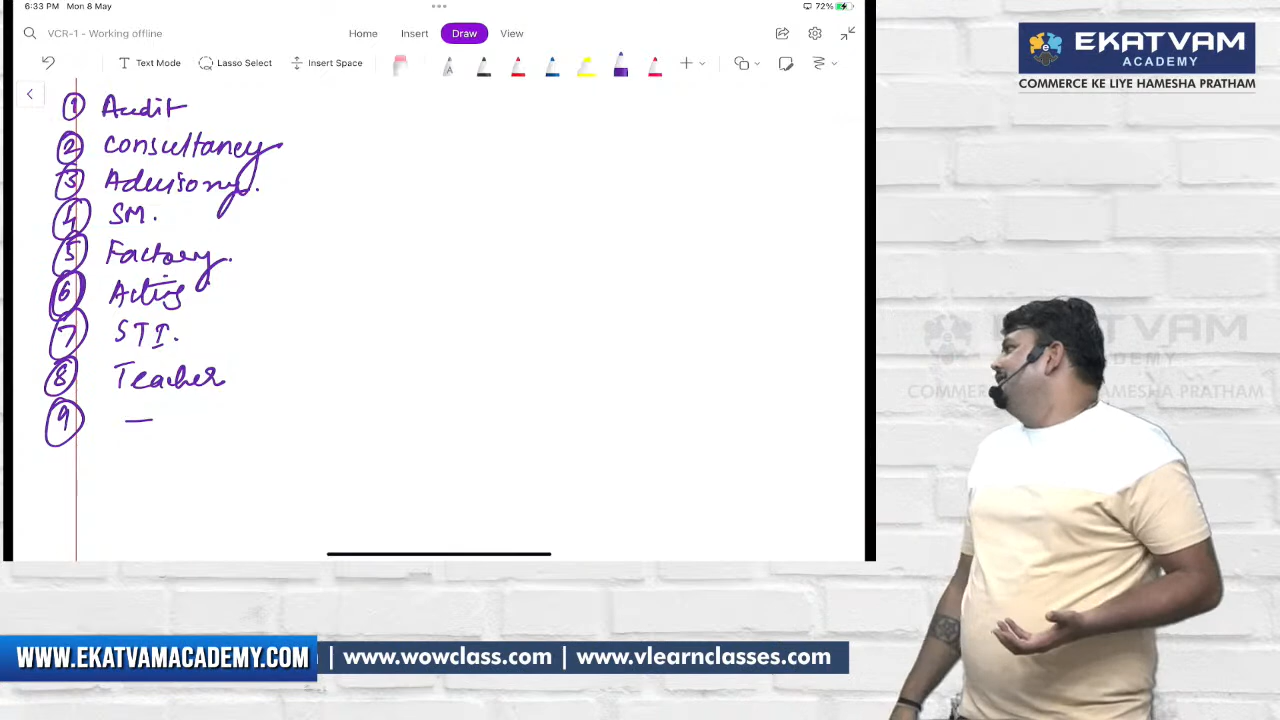 6:33 PM Mon 8 May
72%
VCR-1 - Working offline
Home Insert Draw View
Text Mode Lasso Select Insert Space
① Audit
② Consultancy
③ Advisory.
④ SM.
⑤ Factory.
⑥ Acting
⑦ STI.
⑧ Teacher
⑨ —
EKATVAM
ACADEMY
COMMERCE KE LIYE HAMESHA PRATHAM
WWW.EKATVAMACADEMY.COM | www.wowclass.com | www.vlearnclasses.com